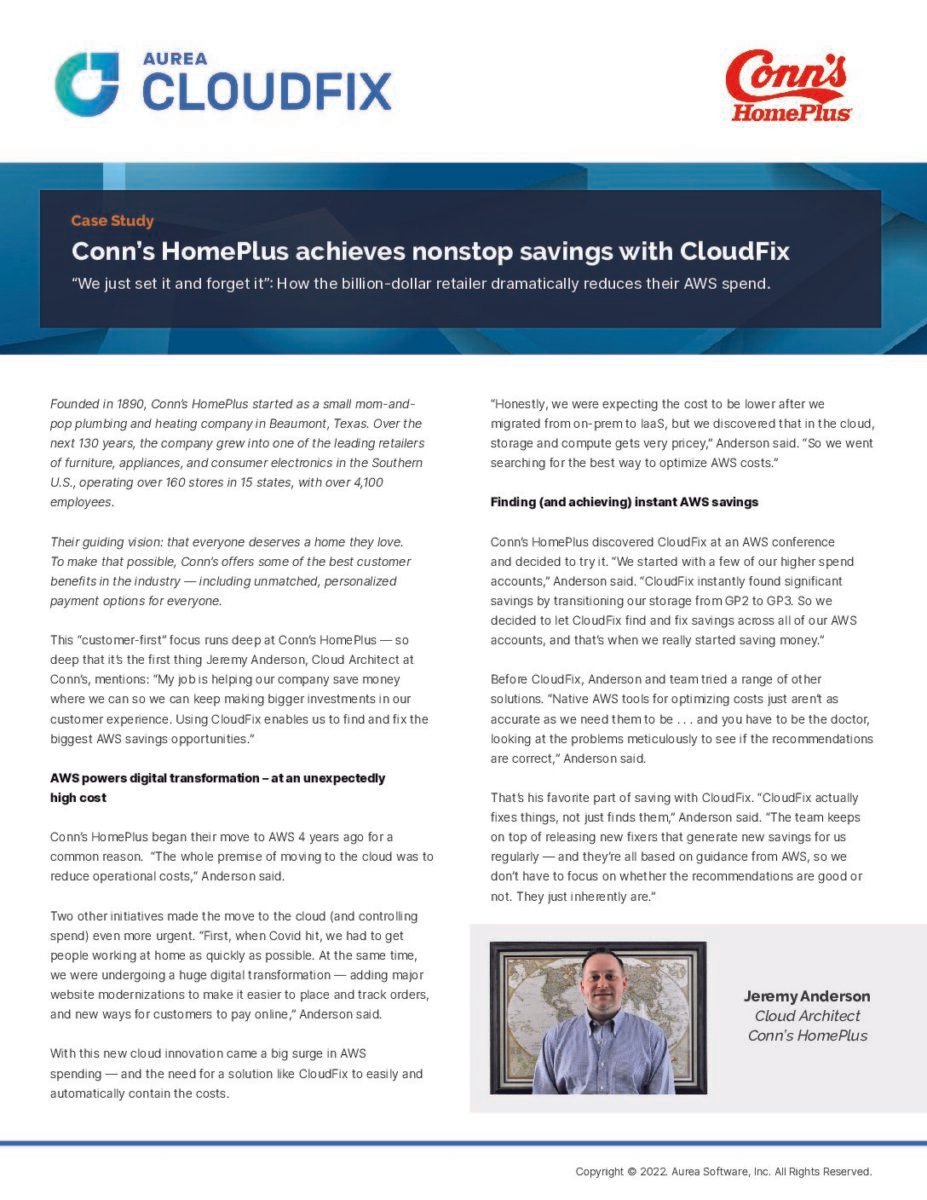 AUREA
CLOUDFIX
Conn's
HomePlus
Case Study
Conn's HomePlus achieves nonstop savings with CloudFix
"We just set it and forget it": How the billion-dollar retailer dramatically reduces their AWS spend.
Founded in 1890, Conn's HomePlus started as a small mom-and-
pop plumbing and heating company in Beaumont, Texas. Over the
next 130 years, the company grew into one of the leading retailers
of furniture, appliances, and consumer electronics in the Southern
U.S., operating over 160 stores in 15 states, with over 4,100
employees.
Their guiding vision: that everyone deserves a home they love.
To make that possible, Conn's offers some of the best customer
benefits in the industry — including unmatched, personalized
payment options for everyone.
This "customer-first" focus runs deep at Conn's HomePlus — so
deep that it's the first thing Jeremy Anderson, Cloud Architect at
Conn's, mentions: "My job is helping our company save money
where we can so we can keep making bigger investments in our
customer experience. Using CloudFix enables us to find and fix the
biggest AWS savings opportunities."
AWS powers digital transformation – at an unexpectedly
high cost
Conn's HomePlus began their move to AWS 4 years ago for a
common reason. "The whole premise of moving to the cloud was to
reduce operational costs," Anderson said.
Two other initiatives made the move to the cloud (and controlling
spend) even more urgent. "First, when Covid hit, we had to get
people working at home as quickly as possible. At the same time,
we were undergoing a huge digital transformation — adding major
website modernizations to make it easier to place and track orders,
and new ways for customers to pay online," Anderson said.
With this new cloud innovation came a big surge in AWS
spending — and the need for a solution like CloudFix to easily and
automatically contain the costs.
"Honestly, we were expecting the cost to be lower after we
migrated from on-prem to IaaS, but we discovered that in the cloud,
storage and compute gets very pricey," Anderson said. "So we went
searching for the best way to optimize AWS costs."
Finding (and achieving) instant AWS savings
Conn's HomePlus discovered CloudFix at an AWS conference
and decided to try it. "We started with a few of our higher spend
accounts," Anderson said. "CloudFix instantly found significant
savings by transitioning our storage from GP2 to GP3. So we
decided to let CloudFix find and fix savings across all of our AWS
accounts, and that's when we really started saving money."
Before CloudFix, Anderson and team tried a range of other
solutions. "Native AWS tools for optimizing costs just aren't as
accurate as we need them to be . . . and you have to be the doctor,
looking at the problems meticulously to see if the recommendations
are correct," Anderson said.
That's his favorite part of saving with CloudFix. "CloudFix actually
fixes things, not just finds them," Anderson said. "The team keeps
on top of releasing new fixers that generate new savings for us
regularly — and they're all based on guidance from AWS, so we
don't have to focus on whether the recommendations are good or
not. They just inherently are."
Jeremy Anderson
Cloud Architect
Conn's HomePlus
Copyright © 2022. Aurea Software, Inc. All Rights Reserved.